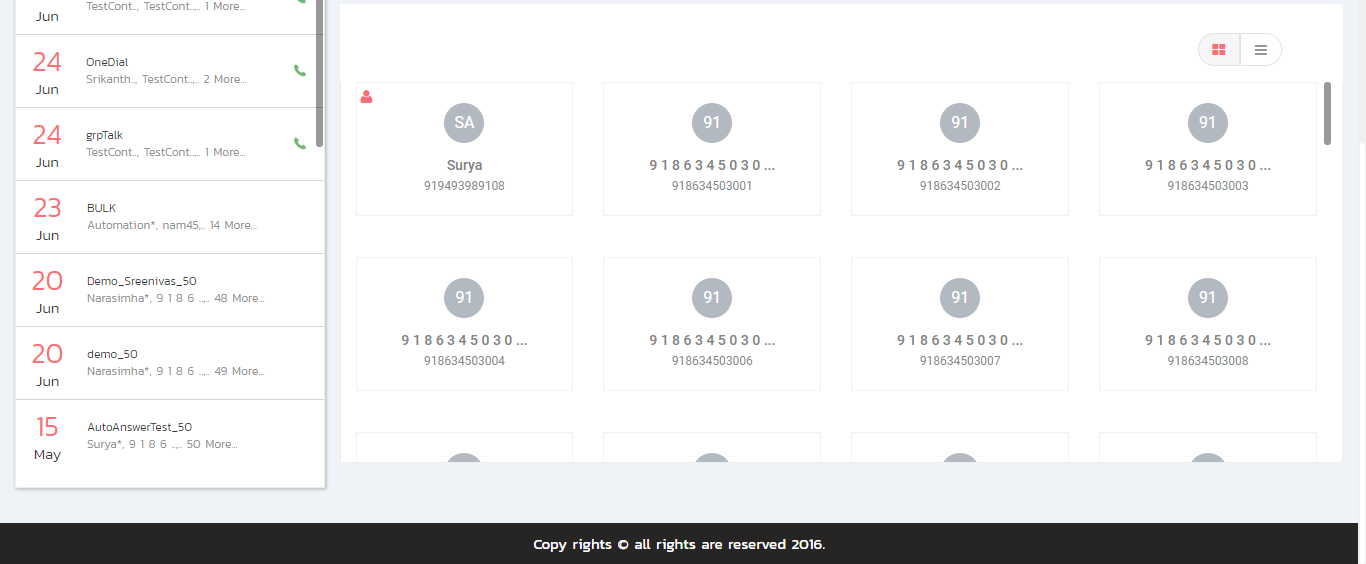 Jun
TestCont.., TestCont..,.. 1 More...
24
Jun
OneDial
Srikanth.., TestCont..,.. 2 More...
24
Jun
grpTalk
TestCont.., TestCont..,.. 1 More...
23
Jun
BULK
Automation*, nam45,.. 14 More...
20
Jun
Demo_Sreenivas_50
Narasimha*, 9 1 8 6 ..,.. 48 More...
20
Jun
demo_50
Narasimha*, 9 1 8 6 ..,.. 49 More...
15
May
AutoAnswerTest_50
Surya*, 9 1 8 6 ..,.. 50 More...
SA
Surya
919493989108
91
9 1 8 6 3 4 5 0 3 0 ...
918634503001
91
9 1 8 6 3 4 5 0 3 0 ...
918634503002
91
9 1 8 6 3 4 5 0 3 0 ...
918634503003
91
9 1 8 6 3 4 5 0 3 0 ...
918634503004
91
9 1 8 6 3 4 5 0 3 0 ...
918634503006
91
9 1 8 6 3 4 5 0 3 0 ...
918634503007
91
9 1 8 6 3 4 5 0 3 0 ...
918634503008
Copy rights © all rights are reserved 2016.